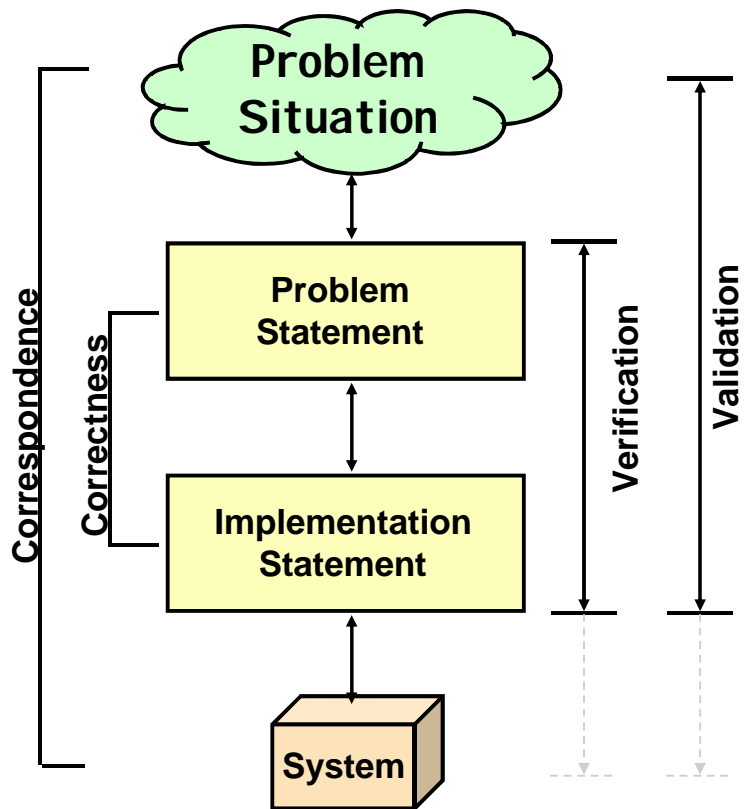 Problem
Situation
Problem
Statement
Implementation
Statement
System
Correspondence
Correctness
Verification
Validation